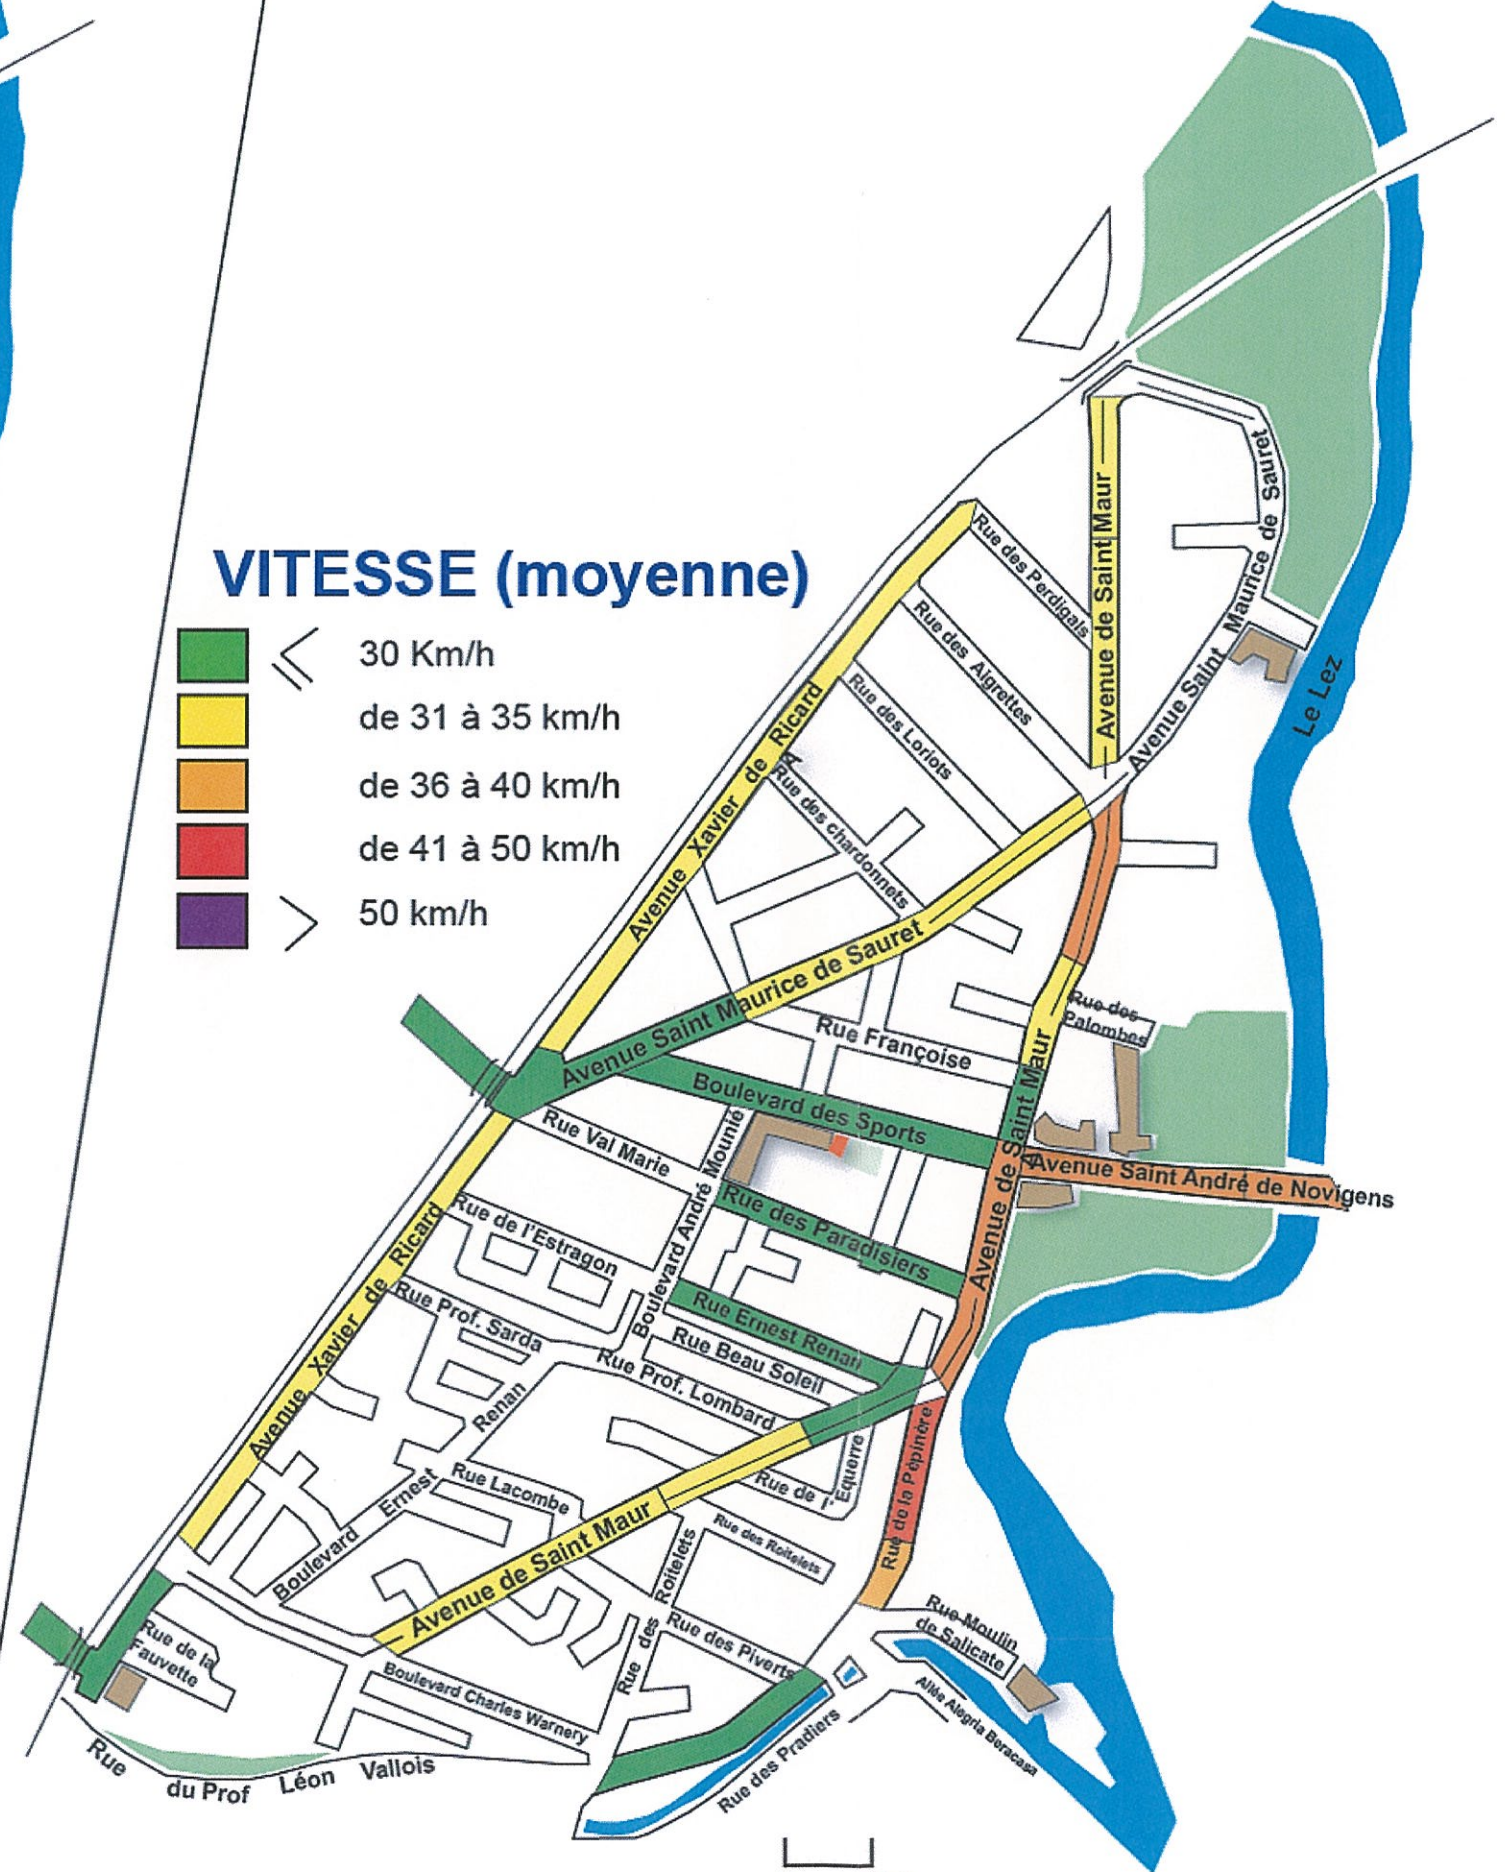 VITESSE (moyenne)
30 Km/h
de 31 à 35 km/h
de 36 à 40 km/h
de 41 à 50 km/h
50 km/h
Avenue Saint Maurice de Sauret
Rue des Perdigals
Avenue de Saint Maur
Rue des Aigrettes
Le Lez
Rue des Loriots
Avenue Xavier de Ricard
Rue des chardonnets
Avenue Saint Maurice de Sauret
Rue des
Palombes
Rue Françoise
Boulevard des Sports
Avenue de Saint Maur
Rue Val Marie
Avenue Saint André de Novigens
Boulevard André Mounié
Rue des Paradisiers
Rue de l'Estragon
Avenue Xavier de Ricard
Rue Ernest Renan
Rue Prof. Sarda
Rue Beau Soleil
Rue Prof. Lombard
Boulevard Ernest Renan
Rue Lacombe
Rue de l'Equerre
Rue de la Pépinère
Rue des Roitelets
Avenue de Saint Maur
Rue des Roitelets
Rue Moulin
de Salicate
Rue des Piverts
Rue de la
Fauvette
Boulevard Charles Warnery
Allée Alegria Beracasa
Rue des Pradiers
Rue du Prof Léon Vallois